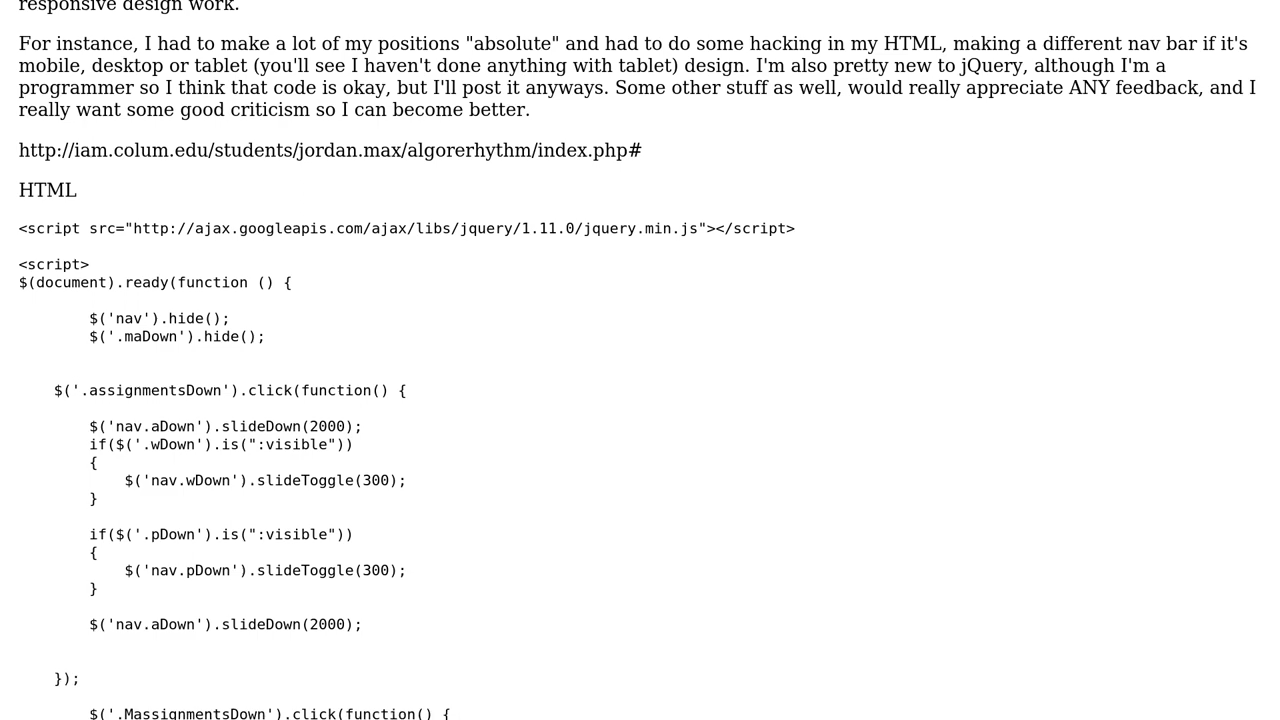 responsive design work.
For instance, I had to make a lot of my positions "absolute" and had to do some hacking in my HTML, making a different nav bar if it's
mobile, desktop or tablet (you'll see I haven't done anything with tablet) design. I'm also pretty new to jQuery, although I'm a
programmer so I think that code is okay, but I'll post it anyways. Some other stuff as well, would really appreciate ANY feedback, and I
really want some good criticism so I can become better.
http://iam.colum.edu/students/jordan.max/algorerhythm/index.php#
HTML
<script src="http://ajax.googleapis.com/ajax/libs/jquery/1.11.0/jquery.min.js"></script>
<script>
$(document).ready(function () {
        $('nav').hide();
        $('.maDown').hide();
    $('.assignmentsDown').click(function() {
        $('nav.aDown').slideDown(2000);
        if($('.wDown').is(":visible"))
        {
            $('nav.wDown').slideToggle(300);
        }
        if($('.pDown').is(":visible"))
        {
            $('nav.pDown').slideToggle(300);
        }
        $('nav.aDown').slideDown(2000);
    });
        $('.MassignmentsDown').click(function() {